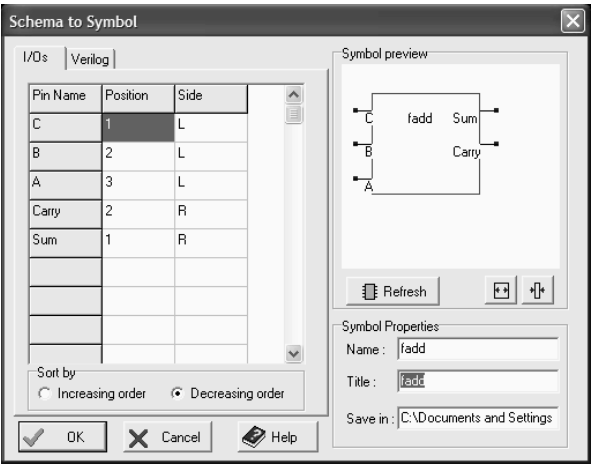 Schema to Symbol
I/Os Verilog
Pin Name Position Side
C 1 L
B 2 L
A 3 L
Carry 2 R
Sum 1 R
Sort by
Increasing order Decreasing order
OK Cancel Help
Symbol preview
C fadd Sum
B Carry
A
Refresh
Symbol Properties
Name : fadd
Title : fadd
Save in : C:\Documents and Settings